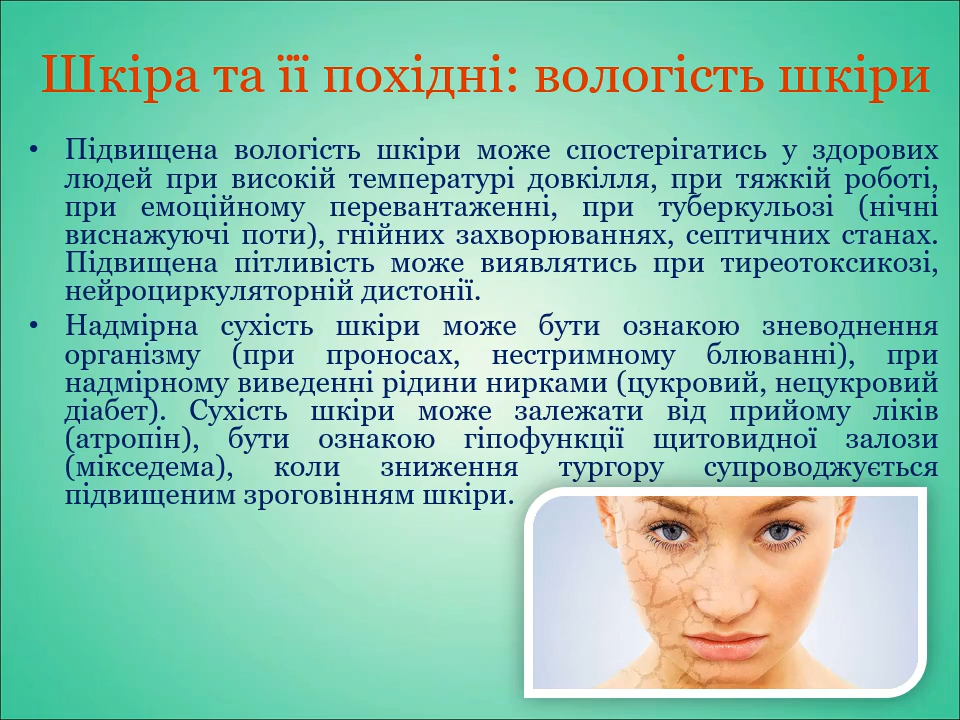 Шкіра та її похідні: вологість шкіри
• Підвищена вологість шкіри може спостерігатись у здорових
людей при високій температурі довкілля, при тяжкій роботі,
при емоційному перевантаженні, при туберкульозі (нічні
виснажуючі поти), гнійних захворюваннях, септичних станах.
Підвищена пітливість може виявлятись при тиреотоксикозі,
нейроциркуляторній дистонії.
• Надмірна сухість шкіри може бути ознакою зневоднення
організму (при проносах, нестримному блюванні), при
надмірному виведенні рідини нирками (цукровий, нецукровий
діабет). Сухість шкіри може залежати від прийому ліків
(атропін), бути ознакою гіпофункції щитовидної залози
(мікседема), коли зниження тургору супроводжується
підвищеним зроговінням шкіри.